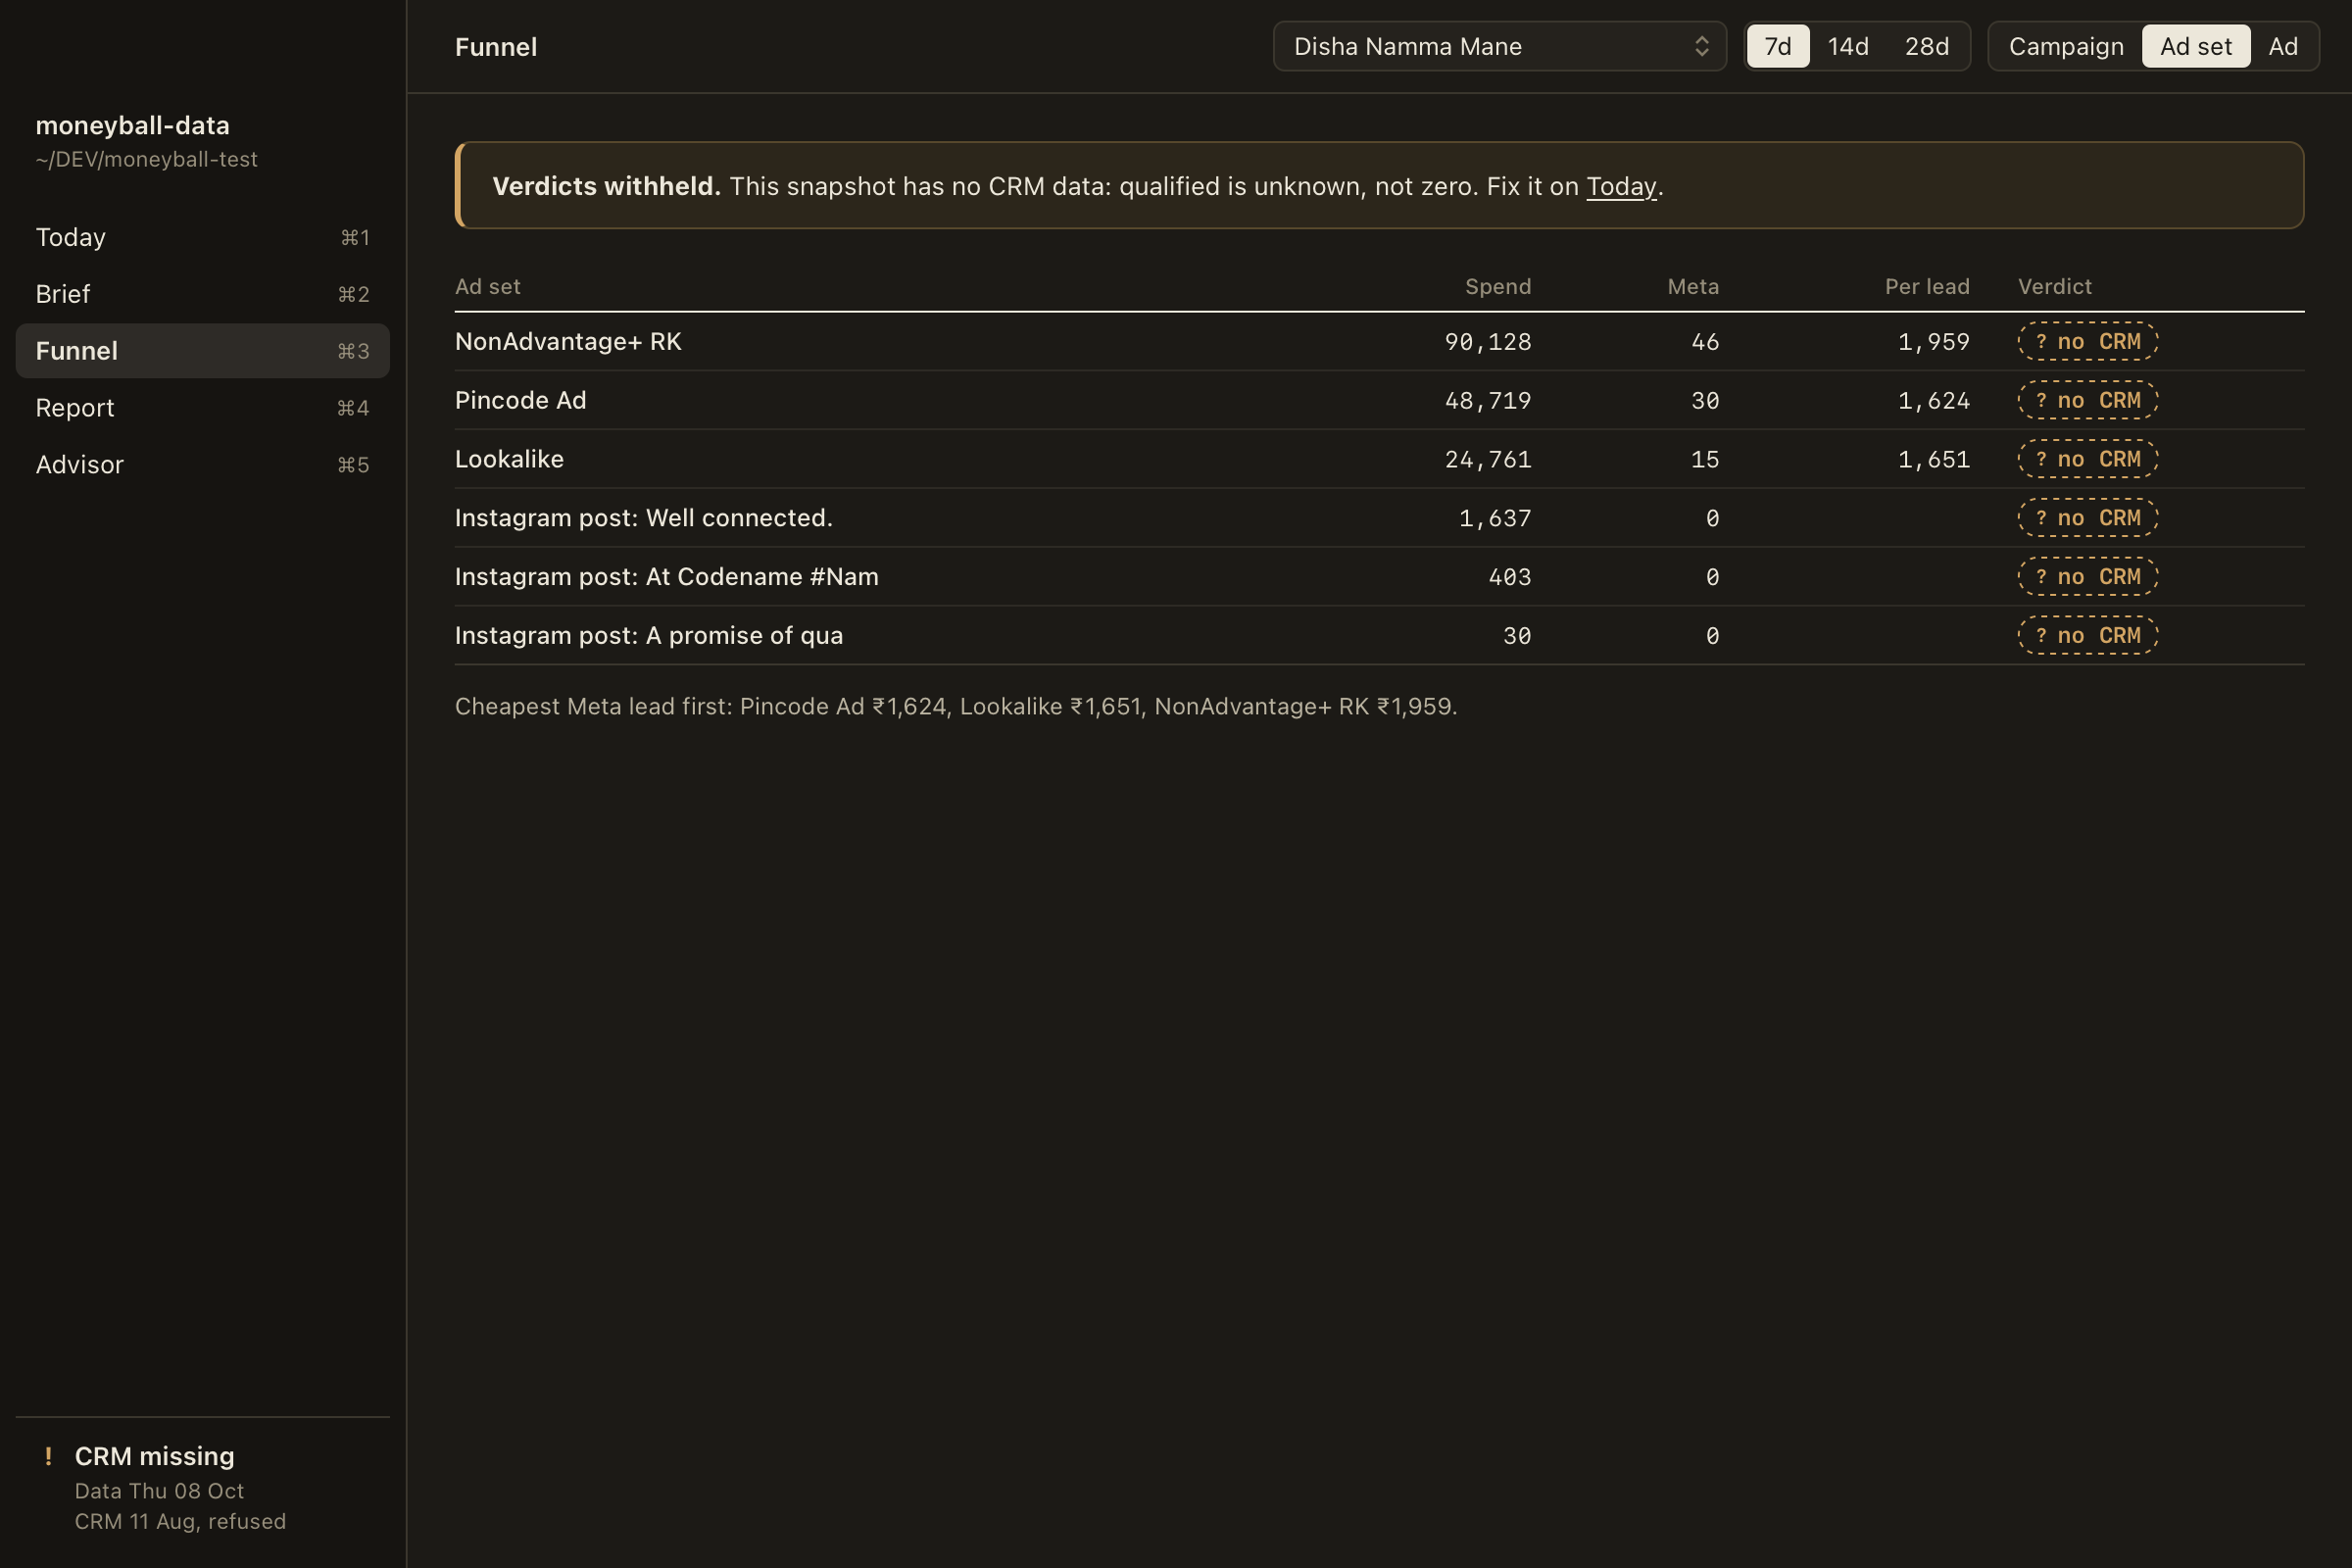 Funnel
Disha Namma Mane
7d 14d 28d
Campaign Ad set Ad
moneyball-data
~/DEV/moneyball-test
Today ⌘1
Brief ⌘2
Funnel ⌘3
Report ⌘4
Advisor ⌘5
Verdicts withheld. This snapshot has no CRM data: qualified is unknown, not zero. Fix it on Today.
Ad set Spend Meta Per lead Verdict
NonAdvantage+ RK 90,128 46 1,959 ? no CRM
Pincode Ad 48,719 30 1,624 ? no CRM
Lookalike 24,761 15 1,651 ? no CRM
Instagram post: Well connected. 1,637 0 ? no CRM
Instagram post: At Codename #Nam 403 0 ? no CRM
Instagram post: A promise of qua 30 0 ? no CRM
Cheapest Meta lead first: Pincode Ad ₹1,624, Lookalike ₹1,651, NonAdvantage+ RK ₹1,959.
! CRM missing
Data Thu 08 Oct
CRM 11 Aug, refused